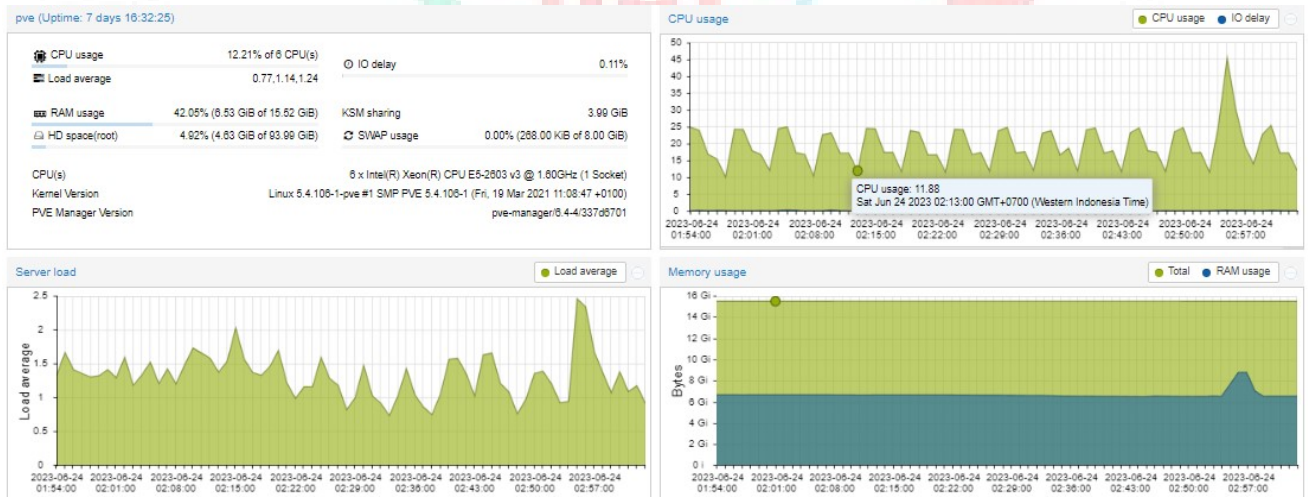 pve (Uptime: 7 days 16:32:25)
CPU usage 12.21% of 6 CPU(s)
Load average 0.77,1.14,1.24
IO delay 0.11%
RAM usage 42.05% (6.53 GiB of 15.52 GiB)
HD space(root) 4.92% (4.63 GiB of 93.99 GiB)
KSM sharing 3.99 GiB
SWAP usage 0.00% (268.00 KiB of 8.00 GiB)
CPU(s) 6 x Intel(R) Xeon(R) CPU E5-2603 v3 @ 1.60GHz (1 Socket)
Kernel Version Linux 5.4.106-1-pve #1 SMP PVE 5.4.106-1 (Fri, 19 Mar 2021 11:08:47 +0100)
PVE Manager Version pve-manager/6.4-4/337d6701
CPU usage
CPU usage IO delay
50
45
40
35
30
25
20
15
10
5
0
CPU usage: 11.88
Sat Jun 24 2023 02:13:00 GMT+0700 (Western Indonesia Time)
2023-06-24 2023-06-24 2023-06-24 2023-06-24 2023-06-24 2023-06-24 2023-06-24 2023-06-24 2023-06-24 2023-06-24
01:54:00 02:01:00 02:08:00 02:15:00 02:22:00 02:29:00 02:36:00 02:43:00 02:50:00 02:57:00
Server load
Load average
Load average
2.5
2
1.5
1
0.5
0
2023-06-24 2023-06-24 2023-06-24 2023-06-24 2023-06-24 2023-06-24 2023-06-24 2023-06-24 2023-06-24 2023-06-24
01:54:00 02:01:00 02:08:00 02:15:00 02:22:00 02:29:00 02:36:00 02:43:00 02:50:00 02:57:00
Memory usage
Total RAM usage
Bytes
16 Gi
14 Gi
12 Gi
10 Gi
8 Gi
6 Gi
4 Gi
2 Gi
0 i
2023-06-24 2023-06-24 2023-06-24 2023-06-24 2023-06-24 2023-06-24 2023-06-24 2023-06-24 2023-06-24 2023-06-24
01:54:00 02:01:00 02:08:00 02:15:00 02:22:00 02:29:00 02:36:00 02:43:00 02:50:00 02:57:00